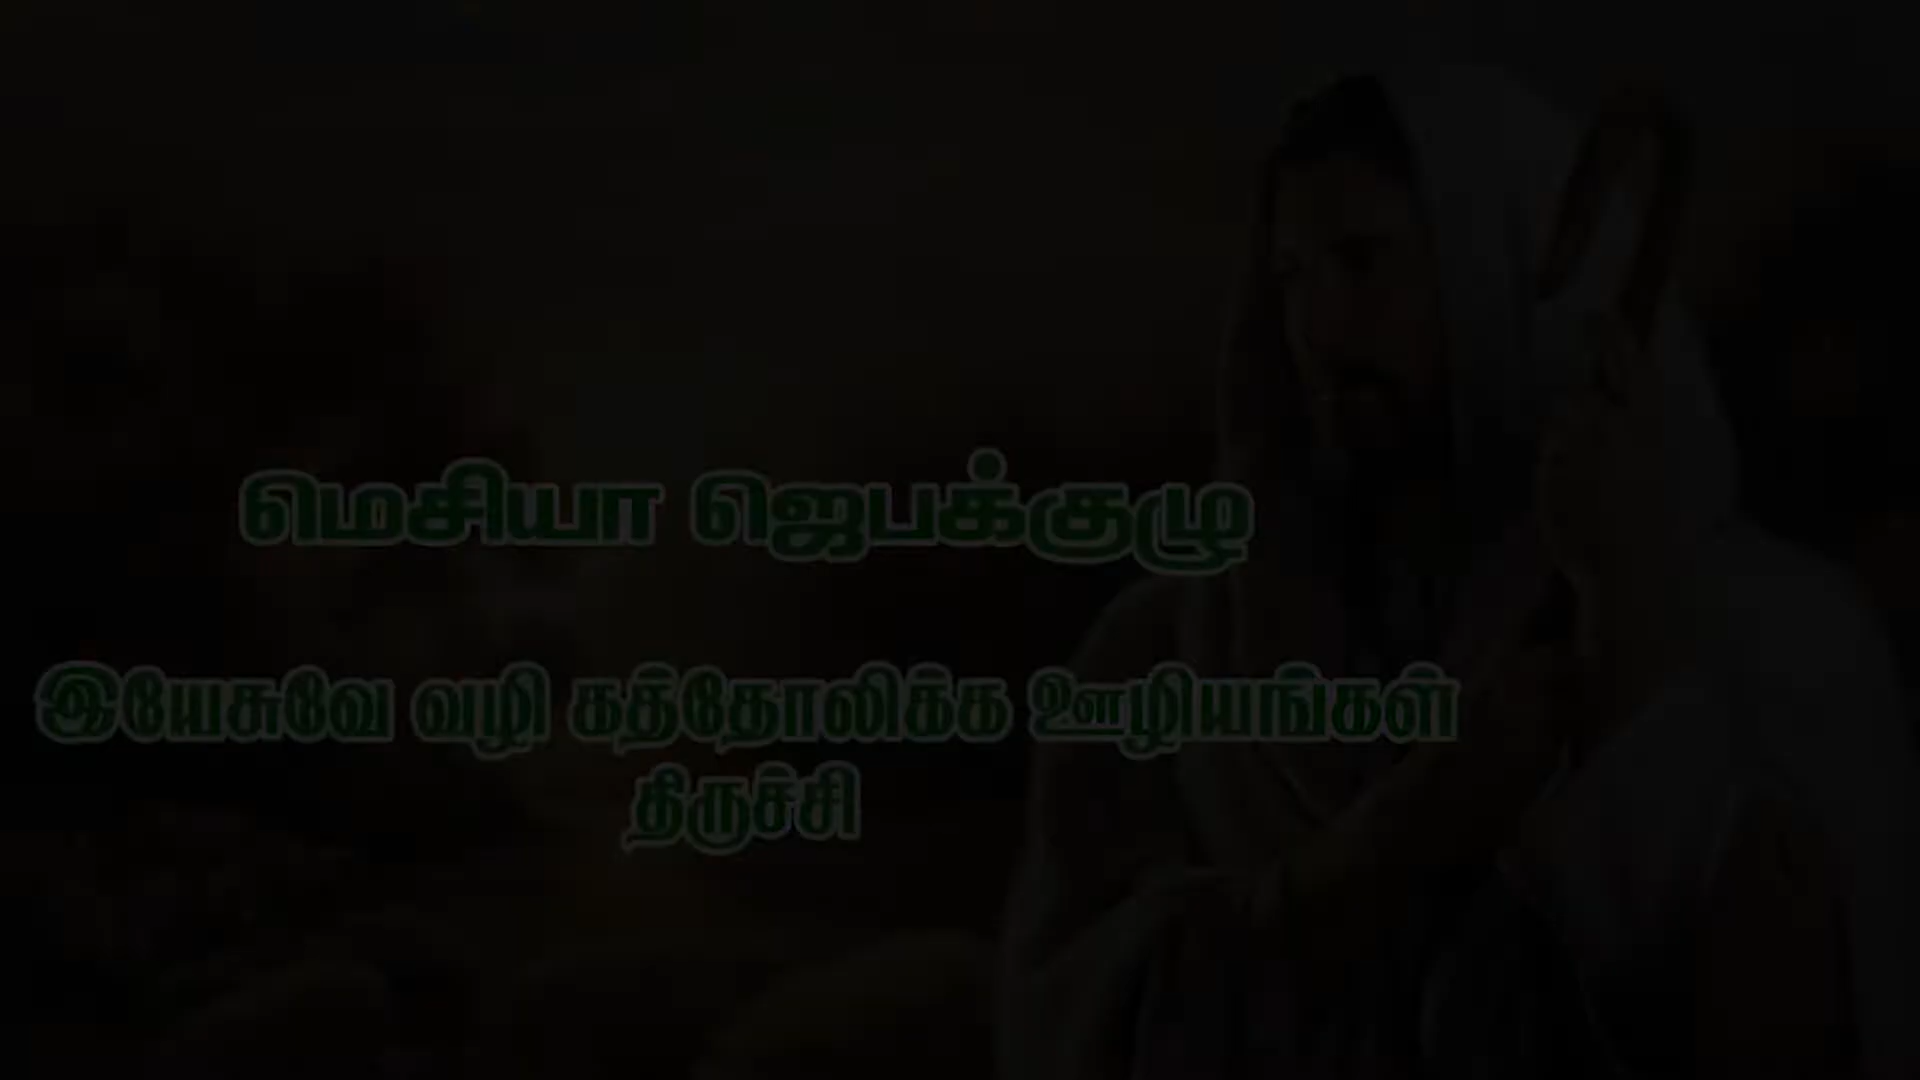 மெசியா ஜெபக்குழு
இயேசுவே வழி கத்தோலிக்க ஊழியங்கள்
திருச்சி